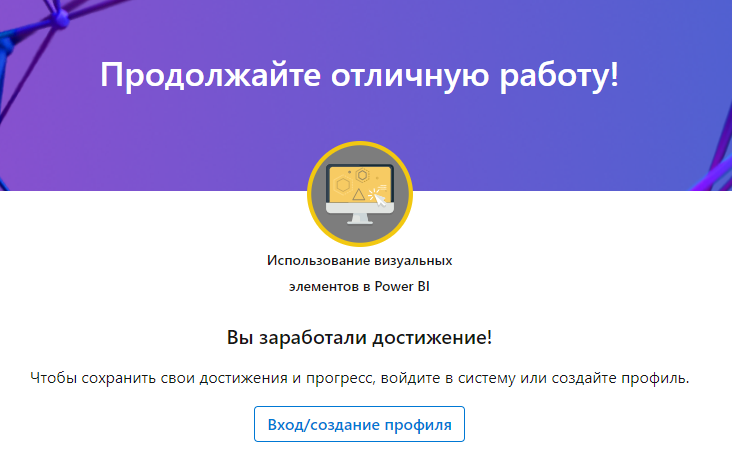 Продолжайте отличную работу!
Использование визуальных
элементов в Power BI
Вы заработали достижение!
Чтобы сохранить свои достижения и прогресс, войдите в систему или создайте профиль.
Вход/создание профиля